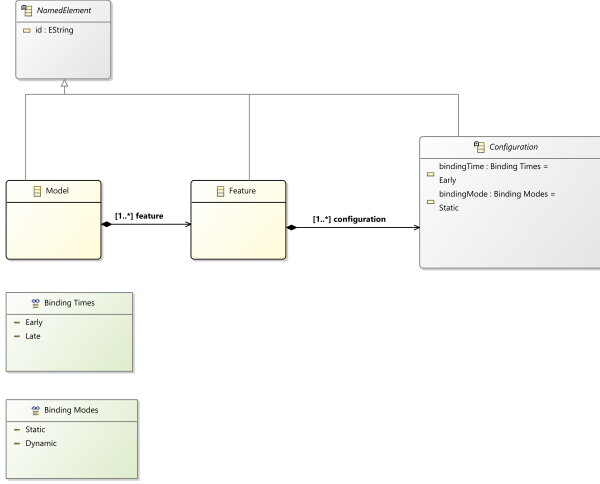 NamedElement
id : EString
Configuration
bindingTime : Binding Times =
Early
bindingMode : Binding Modes =
Static
Model
[1..*] feature
Feature
[1..*] configuration
Binding Times
Early
Late
Binding Modes
Static
Dynamic